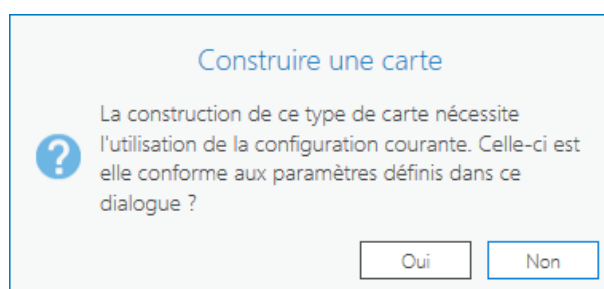 Construire une carte
La construction de ce type de carte nécessite
l'utilisation de la configuration courante. Celle-ci est
elle conforme aux paramètres définis dans ce
dialogue ?
Oui
Non